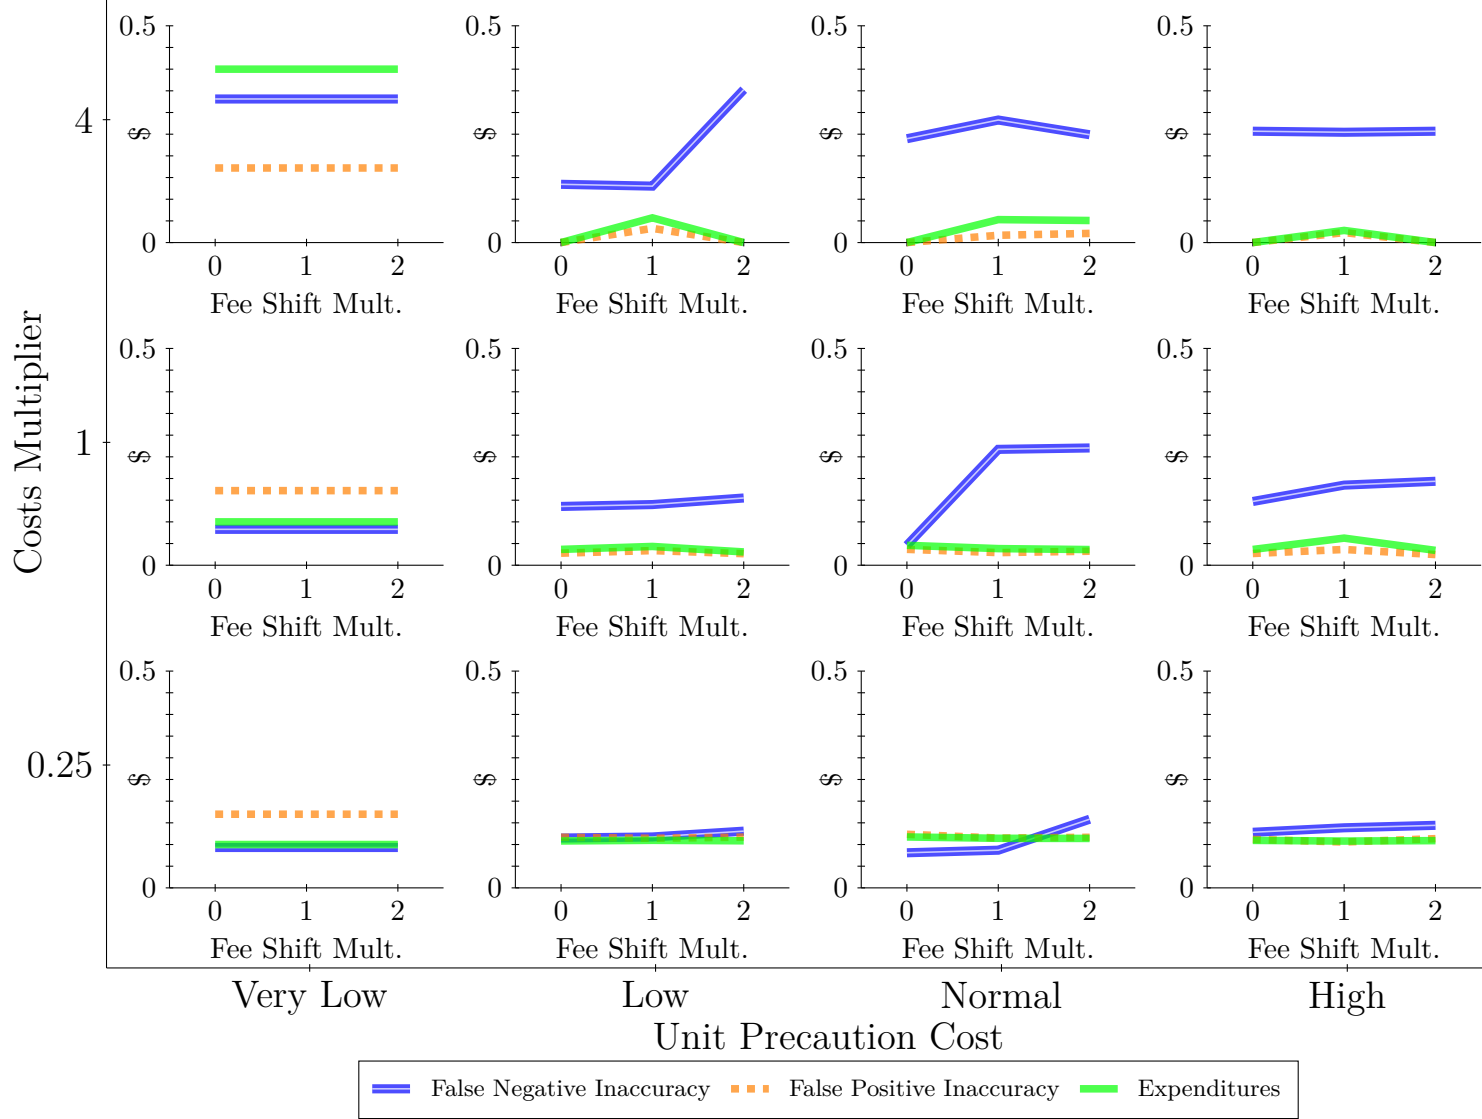 Costs Multiplier
4
0.5
$
0
0 1 2
Fee Shift Mult.
0.5
$
0
0 1 2
Fee Shift Mult.
0.5
$
0
0 1 2
Fee Shift Mult.
0.5
$
0
0 1 2
Fee Shift Mult.
1
0.5
$
0
0 1 2
Fee Shift Mult.
0.5
$
0
0 1 2
Fee Shift Mult.
0.5
$
0
0 1 2
Fee Shift Mult.
0.5
$
0
0 1 2
Fee Shift Mult.
0.25
0.5
$
0
0 1 2
Fee Shift Mult.
0.5
$
0
0 1 2
Fee Shift Mult.
0.5
$
0
0 1 2
Fee Shift Mult.
0.5
$
0
0 1 2
Fee Shift Mult.
Very Low Low Normal High
Unit Precaution Cost
False Negative Inaccuracy False Positive Inaccuracy Expenditures